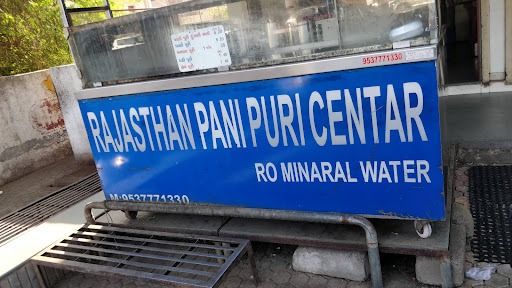 9537771330
RAJASTHAN PANI PURI CENTAR
RO MINARAL WATER
M-9537771330